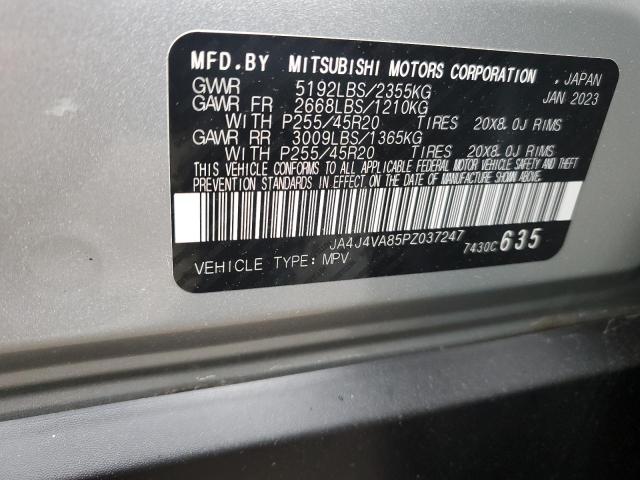 MFD.BY MITSUBISHI MOTORS CORPORATION , JAPAN
GVWR 5192LBS/2355KG JAN 2023
GAWR FR 2668LBS/1210KG
WITH P255/45R20 TIRES 20X8.0J RIMS
GAWR RR 3009LBS/1365KG
WITH P255/45R20 TIRES 20X8.0J RIMS
THIS VEHICLE CONFORMS TO ALL APPLICABLE FEDERAL MOTOR VEHICLE SAFETY AND THEFT
PREVENTION STANDARDS IN EFFECT ON THE DATE OF MANUFACTURE SHOWN ABOVE.
JA4J4VA85PZ037247
7430C635
VEHICLE TYPE: MPV